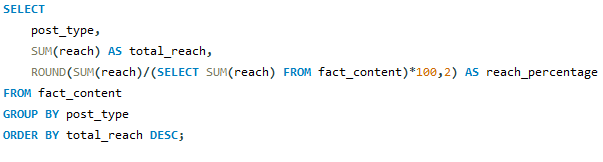 SELECT
post_type,
SUM(reach) AS total_reach,
ROUND(SUM(reach)/(SELECT SUM(reach) FROM fact_content)*100,2) AS reach_percentage
FROM fact_content
GROUP BY post_type
ORDER BY total_reach DESC;